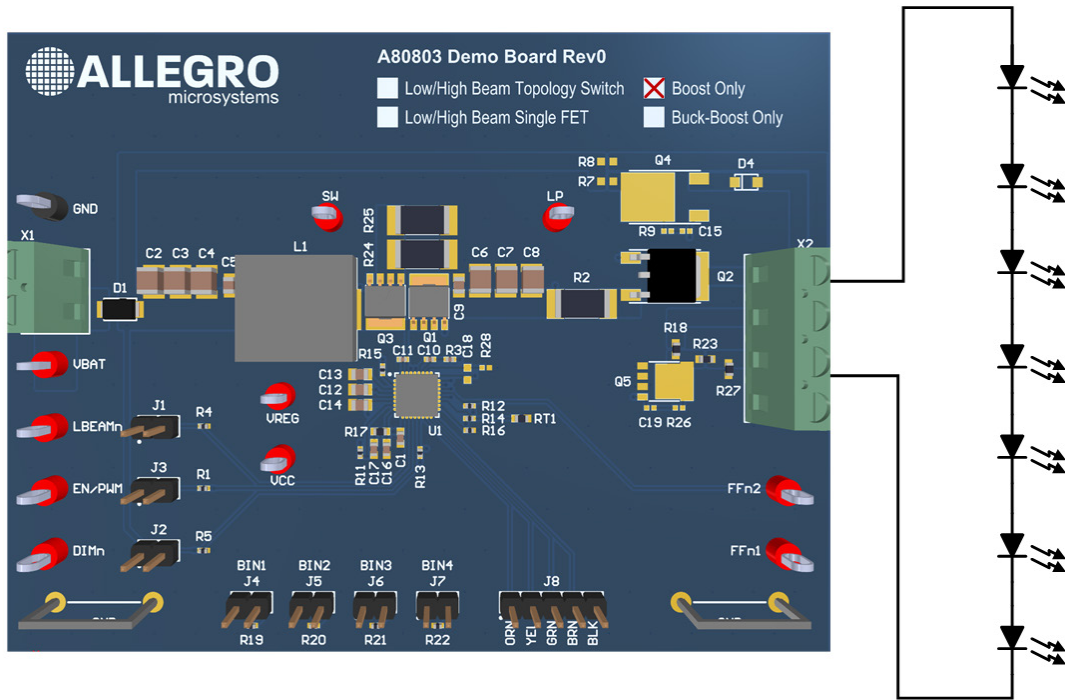 ALLEGRO
microsystems
A80803 Demo Board Rev0
Low/High Beam Topology Switch
Boost Only
Low/High Beam Single FET
Buck-Boost Only
R8
R7
Q4
D4
GND
SW
LP
R25
R24
R9
C15
X1
X2
L1
C2
C3
C4
C5
C6
C7
C8
D1
R2
Q2
C9
Q3
Q1
R15
C11
C10
R3
C18
R28
R18
R23
VBAT
C13
C12
C14
Q5
R27
VREG
U1
R12
R14
R16
RT1
C19
R26
J1
LBEAMn
R4
R17
R11
C17
C16
C1
R13
VCC
J3
EN/PWM
R1
FFn2
J2
DIMn
R5
FFn1
BIN1
BIN2
BIN3
BIN4
J4
J5
J6
J7
J8
R19
R20
R21
R22
ORN
YEL
GRN
BRN
BLK